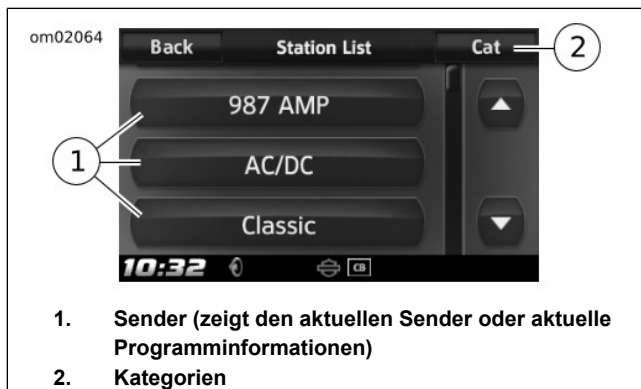 om02064
Back Station List Cat
2
987 AMP
1
AC/DC
Classic
10:32 CB
1. Sender (zeigt den aktuellen Sender oder aktuelle
Programminformationen)
2. Kategorien